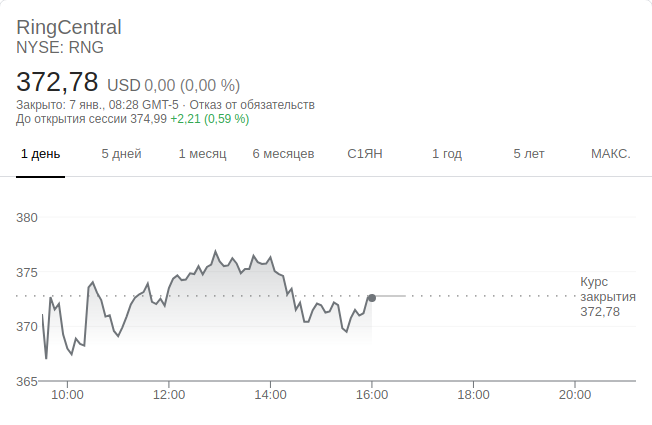 RingCentral
NYSE: RNG
372,78 USD 0,00 (0,00 %)
Закрыто: 7 янв., 08:28 GMT-5 · Отказ от обязательств
До открытия сессии 374,99 +2,21 (0,59 %)
1 день 5 дней 1 месяц 6 месяцев С1ЯН 1 год 5 лет МАКС.
380
375
Курс
закрытия
372,78
370
365
10:00 12:00 14:00 16:00 18:00 20:00